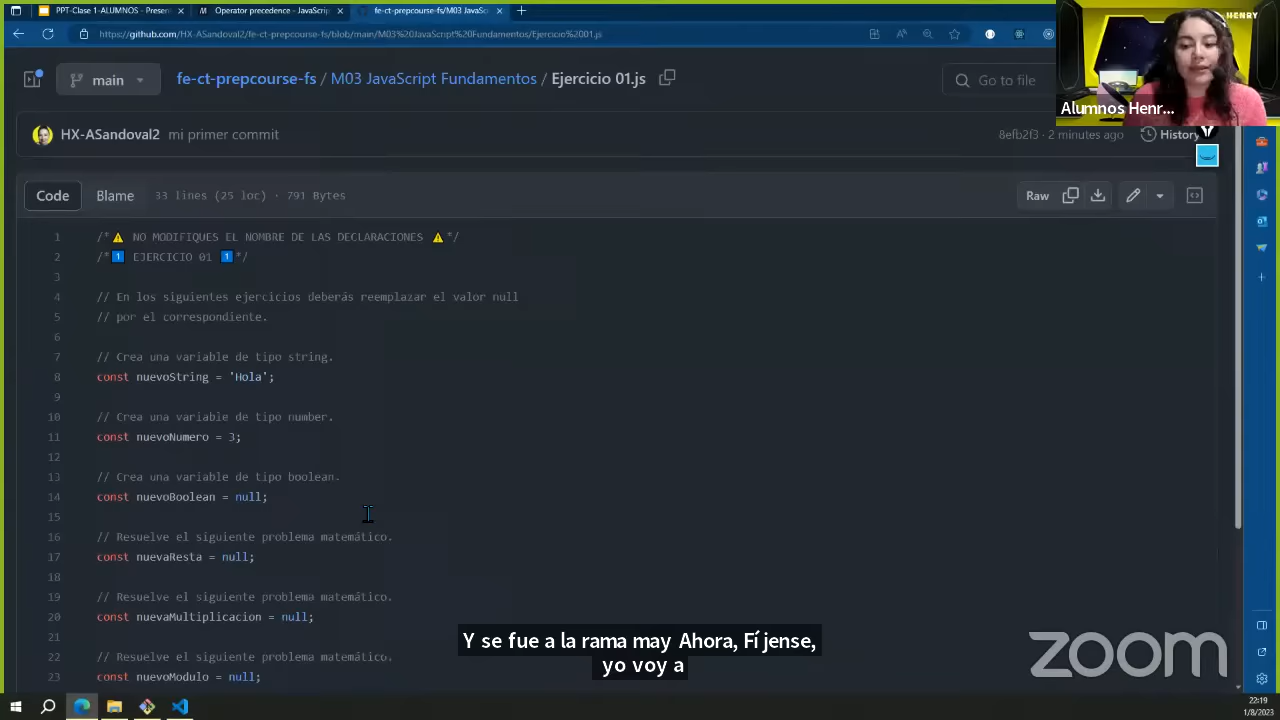 PPT-Clase 1-ALUMNOS - Presen
Operator precedence - JavaScrip
fe-ct-prepcourse-fs/M03 JavaSc
https://github.com/HX-ASandoval2/fe-ct-prepcourse-fs/blob/main/M03%20JavaScript%20Fundamentos/Ejercicio%2001.js
HENRY
Alumnos Henr...
main
fe-ct-prepcourse-fs / M03 JavaScript Fundamentos / Ejercicio 01.js
Go to file
HX-ASandoval2 mi primer commit
8efb2f3 · 2 minutes ago
History
Code Blame 33 lines (25 loc) · 791 Bytes
Raw
1 /*⚠️ NO MODIFIQUES EL NOMBRE DE LAS DECLARACIONES ⚠️*/
2 /*1️⃣ EJERCICIO 01 1️⃣*/
3
4 // En los siguientes ejercicios deberás reemplazar el valor null
5 // por el correspondiente.
6
7 // Crea una variable de tipo string.
8 const nuevoString = 'Hola';
9
10 // Crea una variable de tipo number.
11 const nuevoNumero = 3;
12
13 // Crea una variable de tipo boolean.
14 const nuevoBoolean = null;
15
16 // Resuelve el siguiente problema matemático.
17 const nuevaResta = null;
18
19 // Resuelve el siguiente problema matemático.
20 const nuevaMultiplicacion = null;
21
22 // Resuelve el siguiente problema matemático.
23 const nuevoModulo = null;
Y se fue a la rama may Ahora, Fíjense,
yo voy a
zoom
22:19
1/8/2023